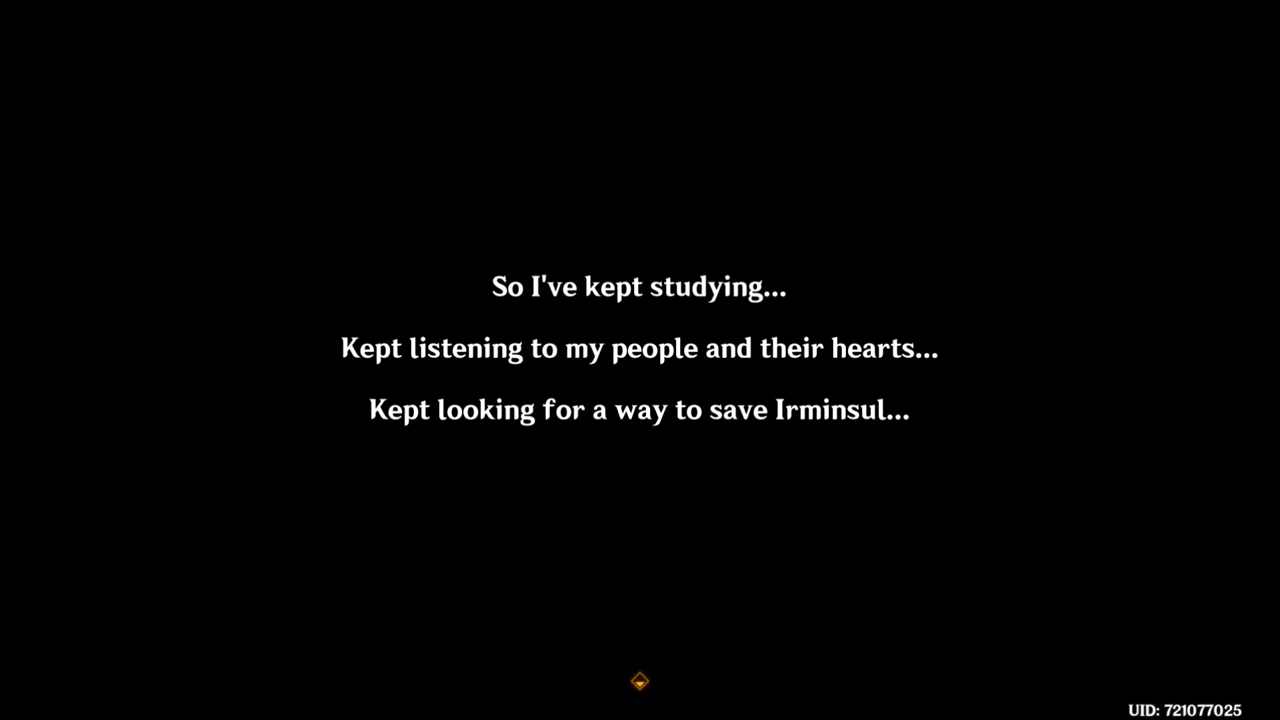 So I've kept studying...
Kept listening to my people and their hearts...
Kept looking for a way to save Irminsul...
UID: 721077025